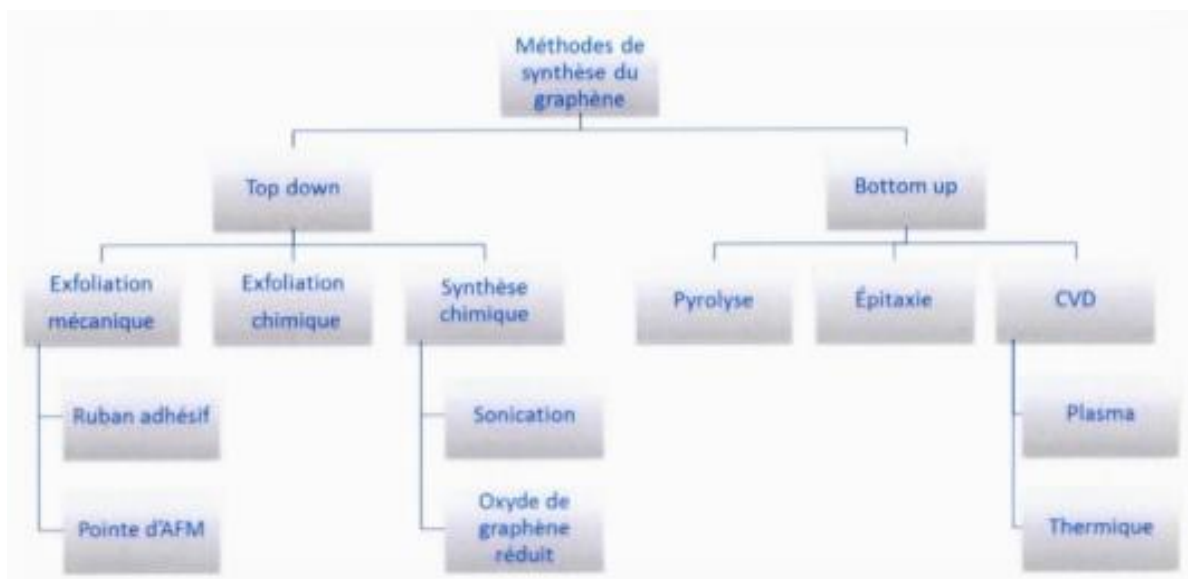 Méthodes de
synthèse du
graphène
Top down
Bottom up
Exfoliation
mécanique
Exfoliation
chimique
Synthèse
chimique
Pyrolyse
Épitaxie
CVD
Ruban adhésif
Sonication
Plasma
Pointe d'AFM
Oxyde de
graphène
réduit
Thermique